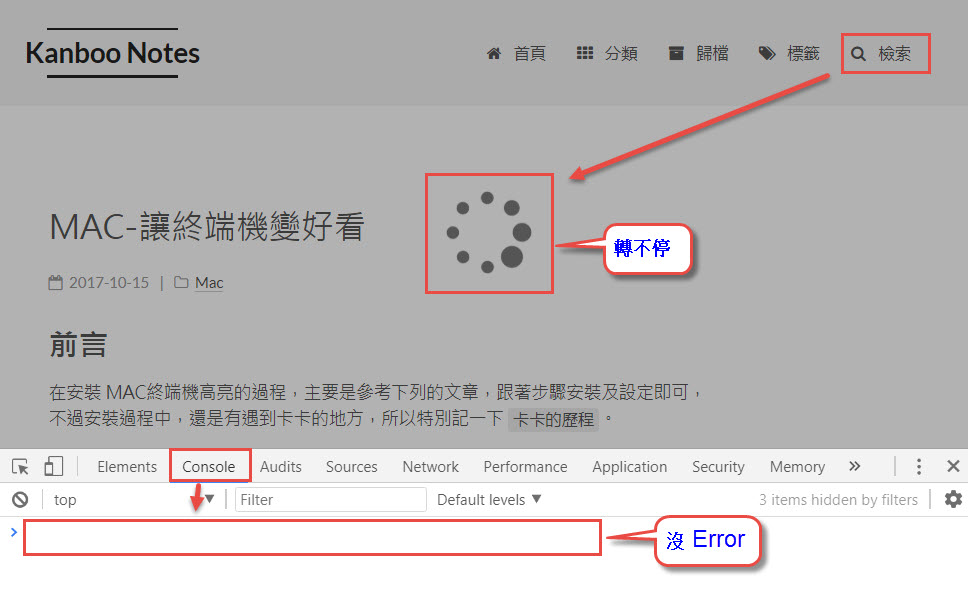 Kanboo Notes
首頁 分類 歸檔 標籤 檢索
MAC-讓終端機變好看
轉不停
2017-10-15 | Mac
前言
在安裝 MAC終端機高亮的過程，主要是參考下列的文章，跟著步驟安裝及設定即可，
不過安裝過程中，還是有遇到卡卡的地方，所以特別記一下 卡卡的歷程 。
Elements Console Audits Sources Network Performance Application Security Memory »
top ▼ Filter Default levels ▼ 3 items hidden by filters
>
沒 Error